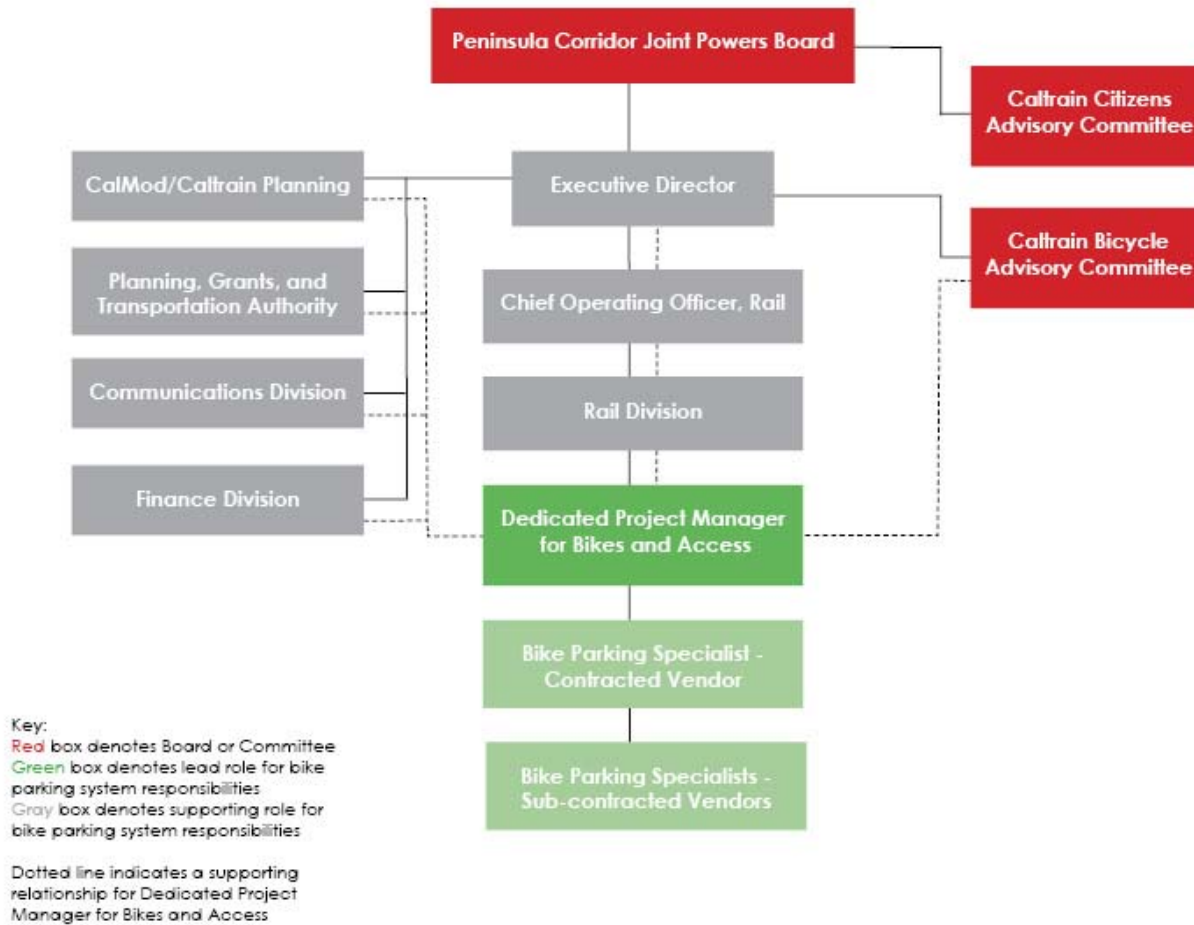 Peninsula Corridor Joint Powers Board
Caltrain Citizens
Advisory Committee
CalMod/Caltrain Planning
Executive Director
Caltrain Bicycle
Advisory Committee
Planning, Grants, and
Transportation Authority
Chief Operating Officer, Rail
Communications Division
Rail Division
Finance Division
Dedicated Project Manager
for Bikes and Access
Bike Parking Specialist -
Contracted Vendor
Bike Parking Specialists -
Sub-contracted Vendors
Key:
Red box denotes Board or Committee
Green box denotes lead role for bike
parking system responsibilities
Gray box denotes supporting role for
bike parking system responsibilities
Dotted line indicates a supporting
relationship for Dedicated Project
Manager for Bikes and Access